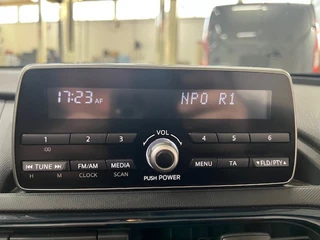 17:23 AF NPO R1
1 2 3 VOL 4 5 6
TUNE FM/AM MEDIA MENU TA FLD/PTY
H M CLOCK SCAN PUSH POWER